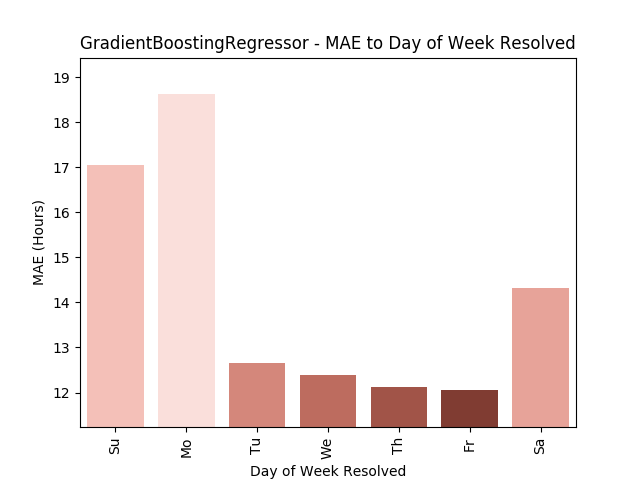 GradientBoostingRegressor - MAE to Day of Week Resolved
MAE (Hours)
19
18
17
16
15
14
13
12
Su
Mo
Tu
We
Th
Fr
Sa
Day of Week Resolved